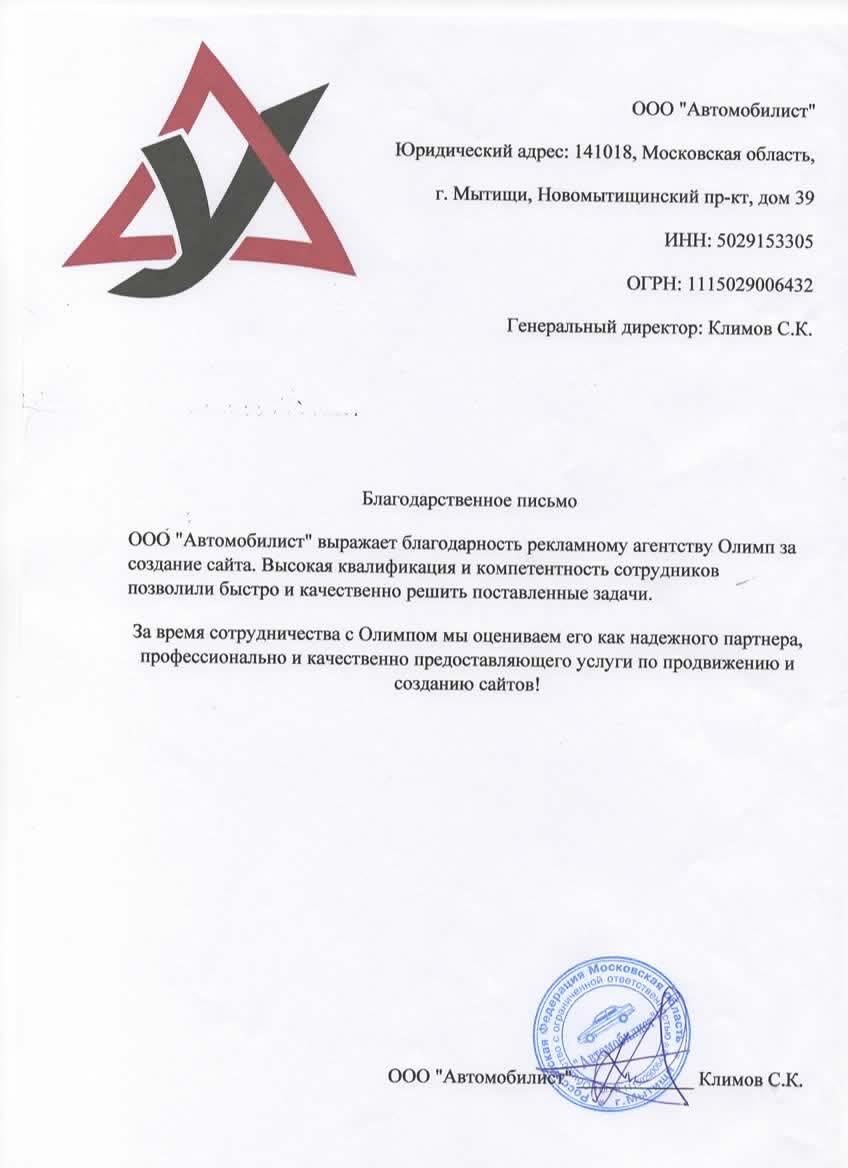 У
ООО "Автомобилист"
Юридический адрес: 141018, Московская область,
г. Мытищи, Новомытищинский пр-кт, дом 39
ИНН: 5029153305
ОГРН: 1115029006432
Генеральный директор: Климов С.К.
Благодарственное письмо
ООО "Автомобилист" выражает благодарность рекламному агентству Олимп за
создание сайта. Высокая квалификация и компетентность сотрудников
позволили быстро и качественно решить поставленные задачи.
За время сотрудничества с Олимпом мы оцениваем его как надежного партнера,
профессионально и качественно предоставляющего услуги по продвижению и
созданию сайтов!
Российская Федерация Московская область
г. Мытищи
с ограниченной ответственностью
"Автомобилист"
ООО "Автомобилист" ____________ Климов С.К.